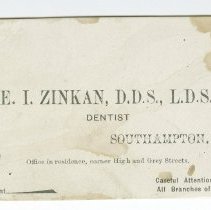 E. I. ZINKAN, D.D.S., L.D.S.
DENTIST
SOUTHAMPTON,
Office in residence, corner High and Grey Streets.
Careful Attention
All Branches of